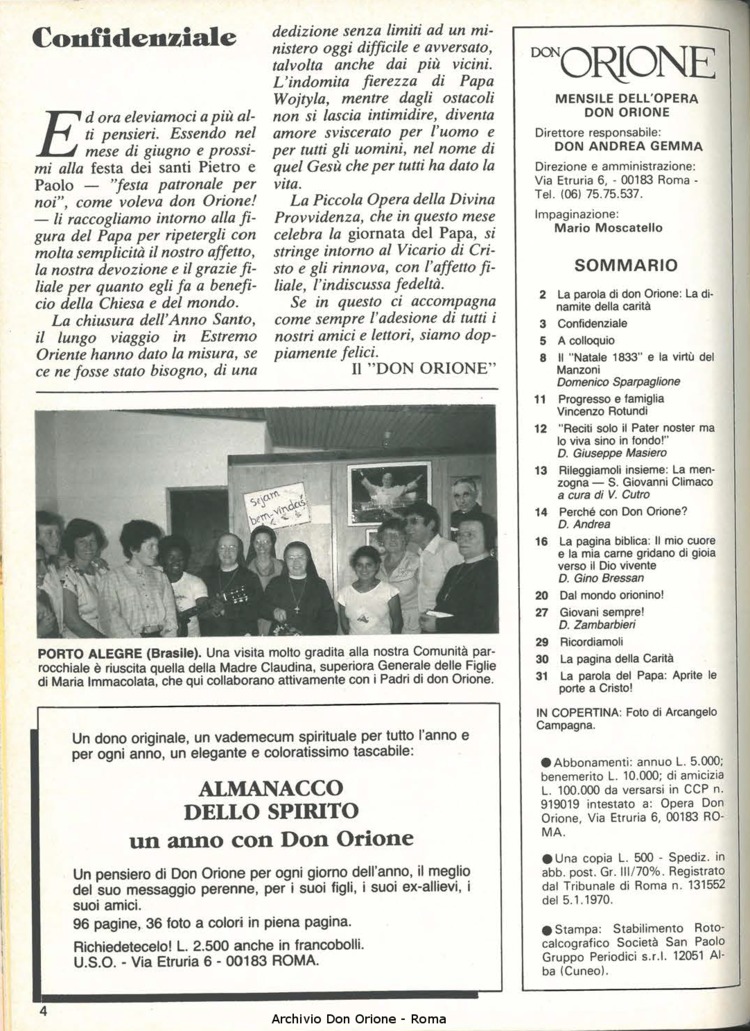 Confidenziale
Ed ora eleviamoci a più al-
ti pensieri. Essendo nel
mese di giugno e prossi-
mi alla festa dei santi Pietro e
Paolo — "festa patronale per
noi", come voleva don Orione!
— li raccogliamo intorno alla fi-
gura del Papa per ripetergli con
molta semplicità il nostro affetto,
la nostra devozione e il grazie fi-
liale per quanto egli fa a benefi-
cio della Chiesa e del mondo.
La chiusura dell'Anno Santo,
il lungo viaggio in Estremo
Oriente hanno dato la misura, se
ce ne fosse stato bisogno, di una
dedizione senza limiti ad un mi-
nistero oggi difficile e avversato,
talvolta anche dai più vicini.
L'indomita fierezza di Papa
Wojtyla, mentre dagli ostacoli
non si lascia intimidire, diventa
amore sviscerato per l'uomo e
per tutti gli uomini, nel nome di
quel Gesù che per tutti ha dato la
vita.
La Piccola Opera della Divina
Provvidenza, che in questo mese
celebra la giornata del Papa, si
stringe intorno al Vicario di Cri-
sto e gli rinnova, con l'affetto fi-
liale, l'indiscussa fedeltà.
Se in questo ci accompagna
come sempre l'adesione di tutti i
nostri amici e lettori, siamo dop-
piamente felici.
Il "DON ORIONE"
Sejam
bem-vindas
PORTO ALEGRE (Brasile). Una visita molto gradita alla nostra Comunità par-
rocchiale è riuscita quella della Madre Claudina, superiora Generale delle Figlie
di Maria Immacolata, che qui collaborano attivamente con i Padri di don Orione.
Un dono originale, un vademecum spirituale per tutto l'anno e
per ogni anno, un elegante e coloratissimo tascabile:
ALMANACCO
DELLO SPIRITO
un anno con Don Orione
Un pensiero di Don Orione per ogni giorno dell'anno, il meglio
del suo messaggio perenne, per i suoi figli, i suoi ex-allievi, i
suoi amici.
96 pagine, 36 foto a colori in piena pagina.
Richiedetecelo! L. 2.500 anche in francobolli.
U.S.O. - Via Etruria 6 - 00183 ROMA.
DON ORIONE
MENSILE DELL'OPERA
DON ORIONE
Direttore responsabile:
DON ANDREA GEMMA
Direzione e amministrazione:
Via Etruria 6, - 00183 Roma -
Tel. (06) 75.75.537.
Impaginazione:
Mario Moscatello
SOMMARIO
2 La parola di don Orione: La di-
namite della carità
3 Confidenziale
5 A colloquio
8 Il "Natale 1833" e la virtù del
Manzoni
Domenico Sparpaglione
11 Progresso e famiglia
Vincenzo Rotundi
12 "Reciti solo il Pater noster ma
lo viva sino in fondo!"
D. Giuseppe Masiero
13 Rileggiamoli insieme: La men-
zogna — S. Giovanni Climaco
a cura di V. Cutro
14 Perché con Don Orione?
D. Andrea
16 La pagina biblica: Il mio cuore
e la mia carne gridano di gioia
verso il Dio vivente
D. Gino Bressan
20 Dal mondo orionino!
27 Giovani sempre!
D. Zambarbieri
29 Ricordiamoli
30 La pagina della Carità
31 La parola del Papa: Aprite le
porte a Cristo!
IN COPERTINA: Foto di Arcangelo
Campagna.
● Abbonamenti: annuo L. 5.000;
benemerito L. 10.000; di amicizia
L. 100.000 da versarsi in CCP n.
919019 intestato a: Opera Don
Orione, Via Etruria 6, 00183 RO-
MA.
● Una copia L. 500 - Spediz. in
abb. post. Gr. III/70%. Registrato
dal Tribunale di Roma n. 131552
del 5.1.1970.
● Stampa: Stabilimento Roto-
calcografico Società San Paolo
Gruppo Periodici s.r.l. 12051 Al-
ba (Cuneo).
4
Archivio Don Orione - Roma